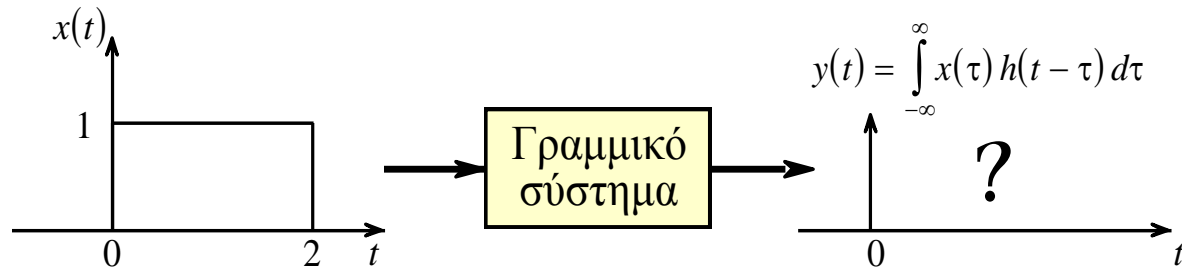 x(t)
1
0
2
t
Γραμμικό
σύστημα
y(t) = ∫_{−∞}^{∞} x(τ) h(t − τ) dτ
?
0
t